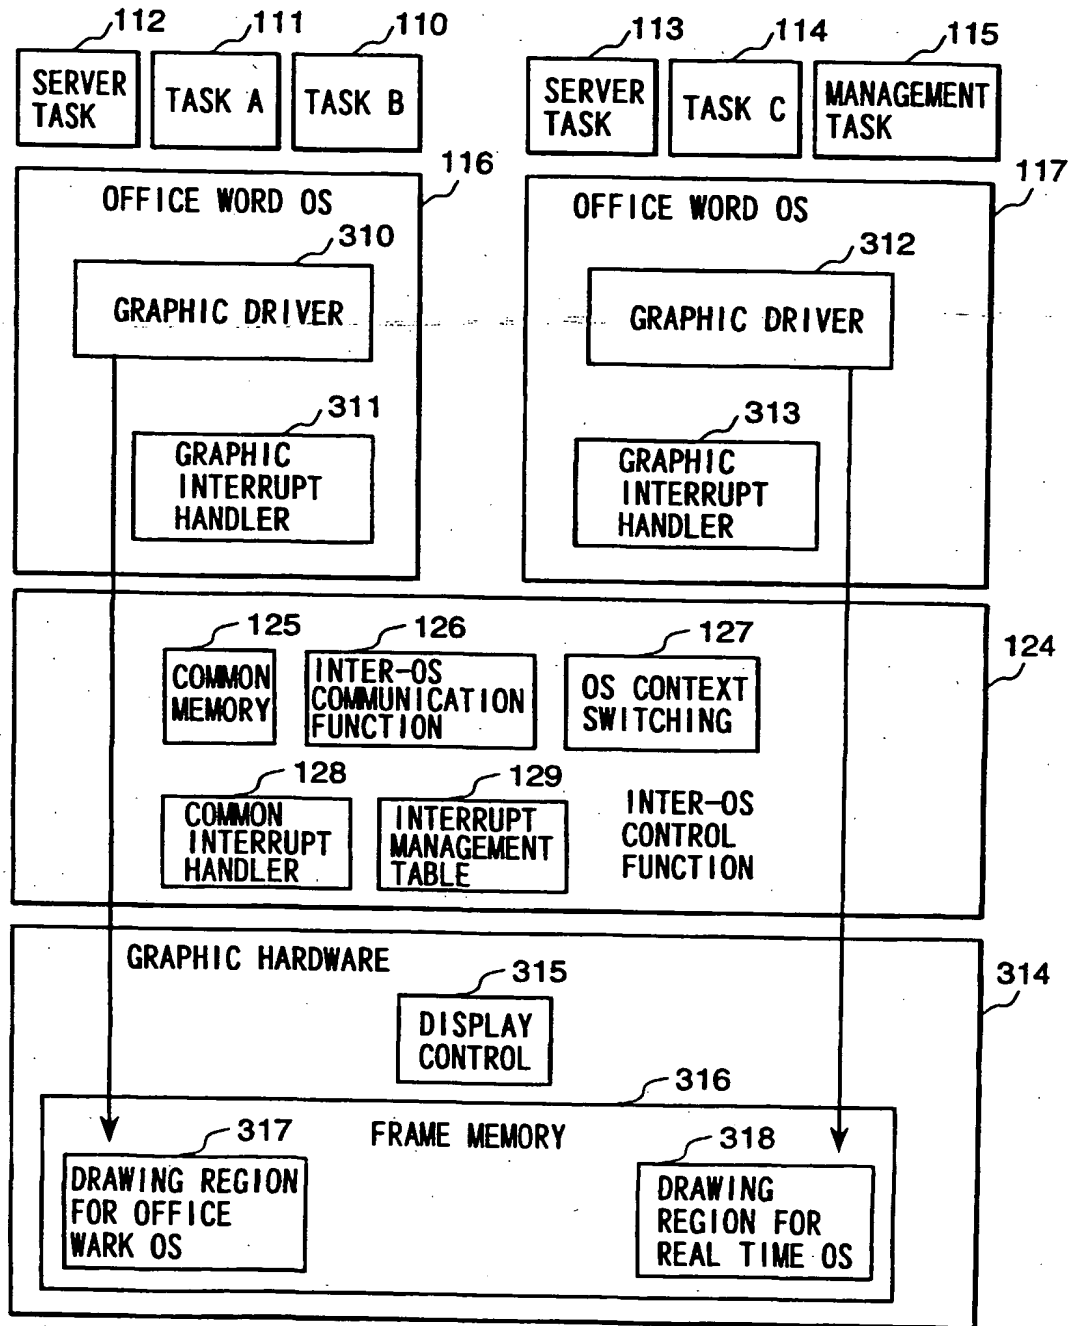 112
111
110
113
114
115
SERVER
TASK
TASK A
TASK B
SERVER
TASK
TASK C
MANAGEMENT
TASK
116
117
OFFICE WORD OS
OFFICE WORD OS
310
312
GRAPHIC DRIVER
GRAPHIC DRIVER
311
313
GRAPHIC
INTERRUPT
HANDLER
GRAPHIC
INTERRUPT
HANDLER
125
126
127
124
COMMON
MEMORY
INTER-OS
COMMUNICATION
FUNCTION
OS CONTEXT
SWITCHING
128
129
COMMON
INTERRUPT
HANDLER
INTERRUPT
MANAGEMENT
TABLE
INTER-OS
CONTROL
FUNCTION
GRAPHIC HARDWARE
315
314
DISPLAY
CONTROL
316
317
FRAME MEMORY
318
DRAWING REGION
FOR OFFICE
WARK OS
DRAWING
REGION FOR
REAL TIME OS